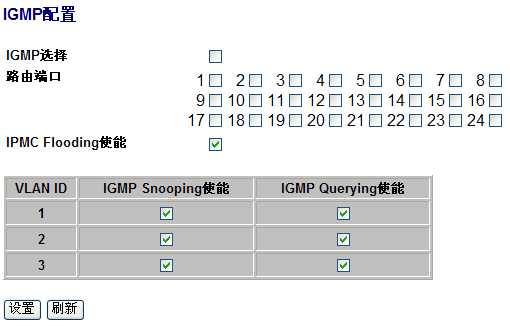 IGMP配置
IGMP选择
路由端口 1 2 3 4 5 6 7 8
9 10 11 12 13 14 15 16
17 18 19 20 21 22 23 24
IPMC Flooding使能
VLAN ID IGMP Snooping使能 IGMP Querying使能
1
2
3
设置 刷新